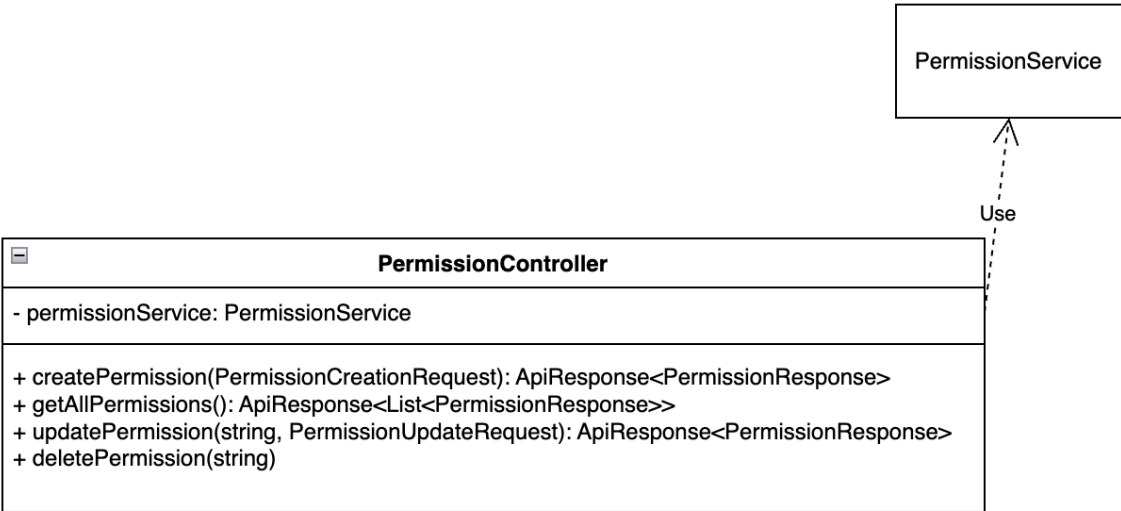 PermissionService
Use
PermissionController
- permissionService: PermissionService
+ createPermission(PermissionCreationRequest): ApiResponse<PermissionResponse>
+ getAllPermissions(): ApiResponse<List<PermissionResponse>>
+ updatePermission(string, PermissionUpdateRequest): ApiResponse<PermissionResponse>
+ deletePermission(string)